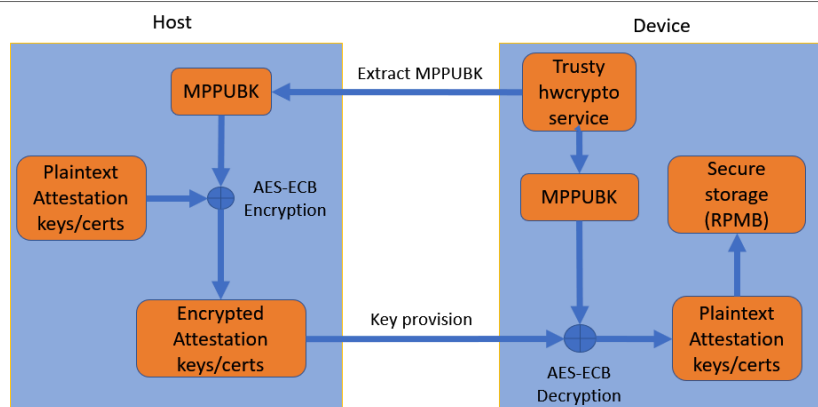 Host
Device
Extract MPPUBK
MPPUBK
Trusty
hwcrypto
service
Plaintext
Attestation
keys/certs
AES-ECB
Encryption
MPPUBK
Secure
storage
(RPMB)
Encrypted
Attestation
keys/certs
Key provision
AES-ECB
Decryption
Plaintext
Attestation
keys/certs